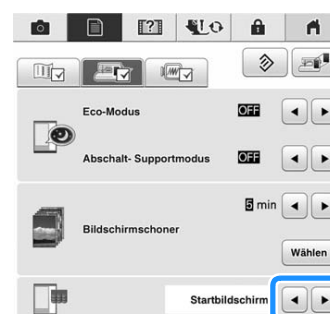 Eco-Modus OFF
Abschalt- Supportmodus OFF
5 min
Bildschirmschoner
Wählen
Startbildschirm